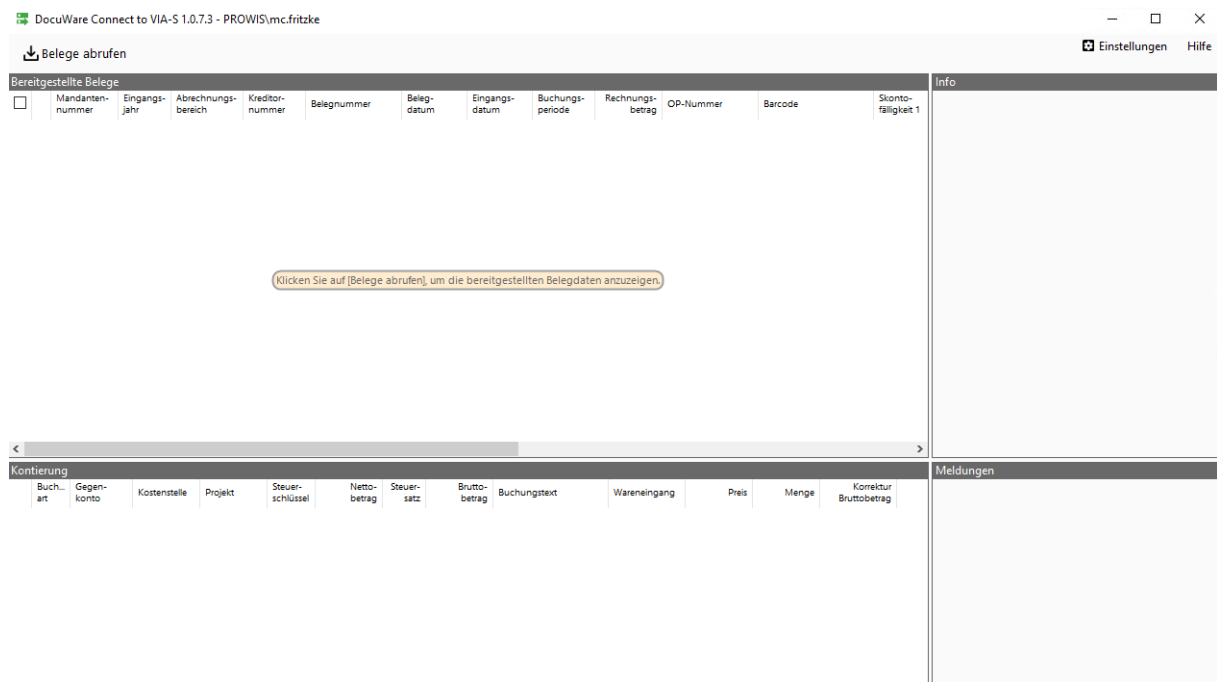 DocuWare Connect to VIA-S 1.0.7.3 - PROWIS\mc.fritzke
Belege abrufen
Einstellungen Hilfe
Bereitgestellte Belege
Mandanten-nummer Eingangs-jahr Abrechnungs-bereich Kreditor-nummer Belegnummer Beleg-datum Eingangs-datum Buchungs-periode Rechnungs-betrag OP-Nummer Barcode Skonto-fälligkeit 1
Klicken Sie auf [Belege abrufen], um die bereitgestellten Belegdaten anzuzeigen.
Info
Kontierung
Buch... art Gegen-konto Kostenstelle Projekt Steuer-schlüssel Netto-betrag Steuer-satz Brutto-betrag Buchungstext Wareneingang Preis Menge Korrektur Bruttobetrag
Meldungen